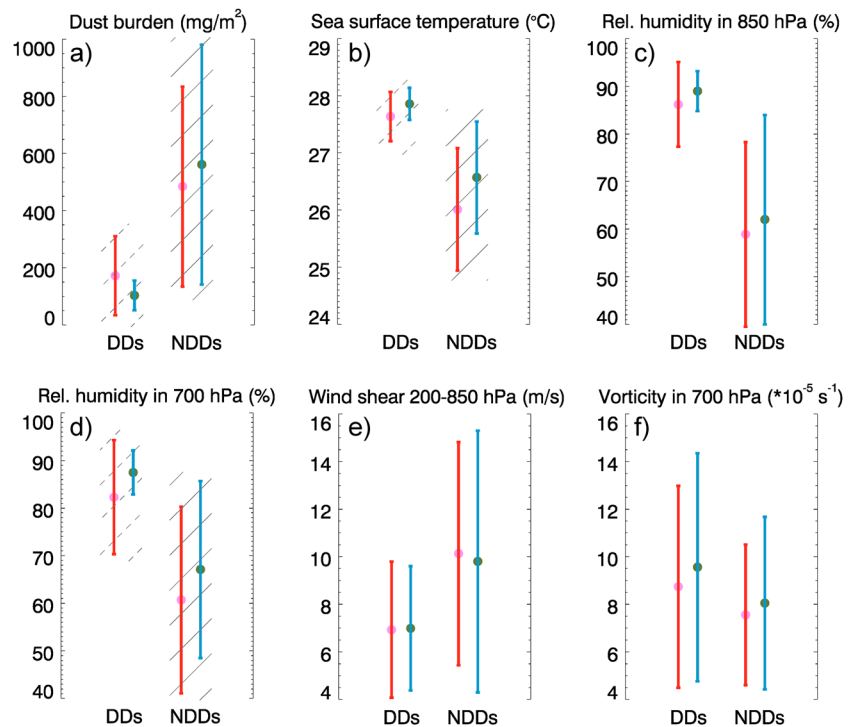 Dust burden (mg/m²)
a)
1000
800
600
400
200
0
DDs NDDs
Sea surface temperature (°C)
b)
29
28
27
26
25
24
DDs NDDs
Rel. humidity in 850 hPa (%)
c)
100
90
80
70
60
50
40
DDs NDDs
Rel. humidity in 700 hPa (%)
d)
100
90
80
70
60
50
40
DDs NDDs
Wind shear 200-850 hPa (m/s)
e)
16
14
12
10
8
6
4
DDs NDDs
Vorticity in 700 hPa (*10⁻⁵ s⁻¹)
f)
16
14
12
10
8
6
4
DDs NDDs